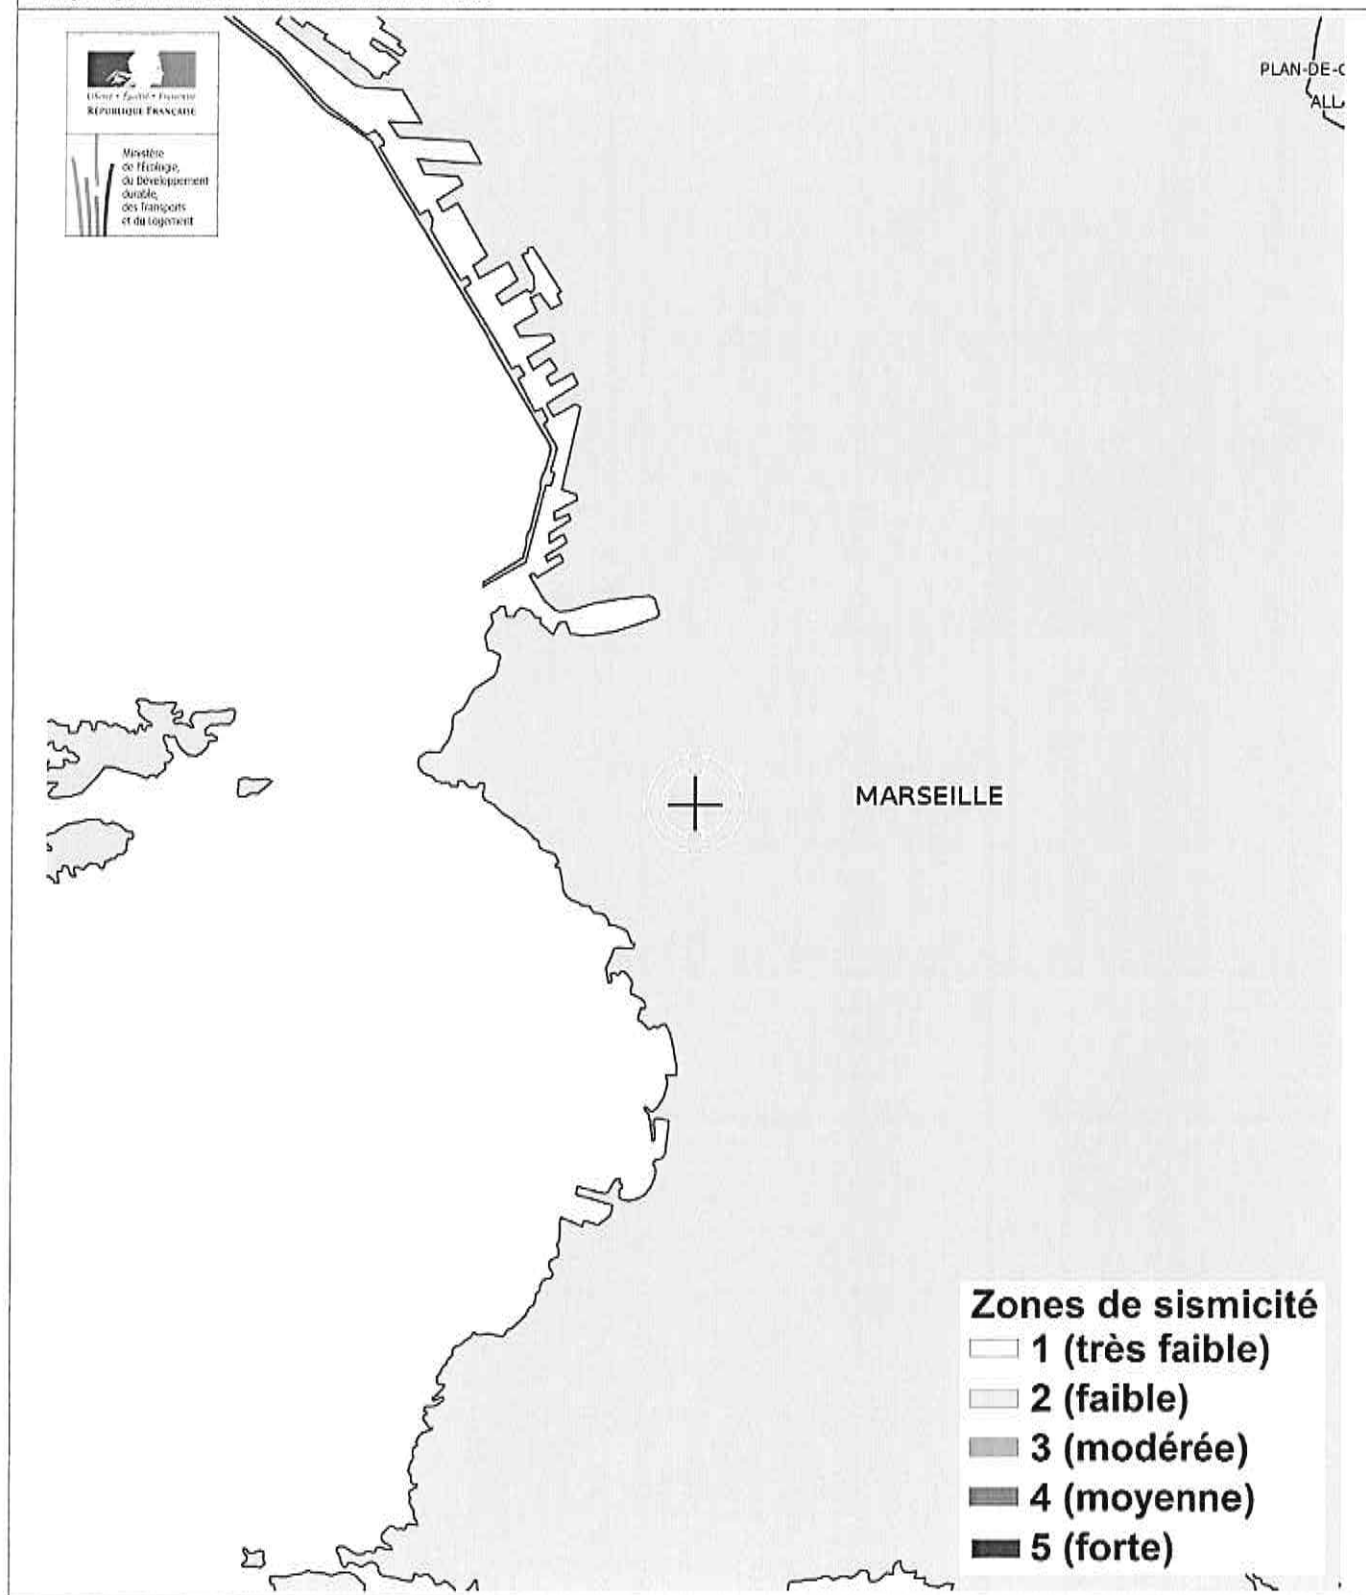 Liberté • Égalité • Fraternité
RÉPUBLIQUE FRANÇAISE
Ministère
de l'Écologie,
du Développement
durable,
des Transports
et du Logement
PLAN-DE-C
ALL
MARSEILLE
Zones de sismicité
1 (très faible)
2 (faible)
3 (modérée)
4 (moyenne)
5 (forte)